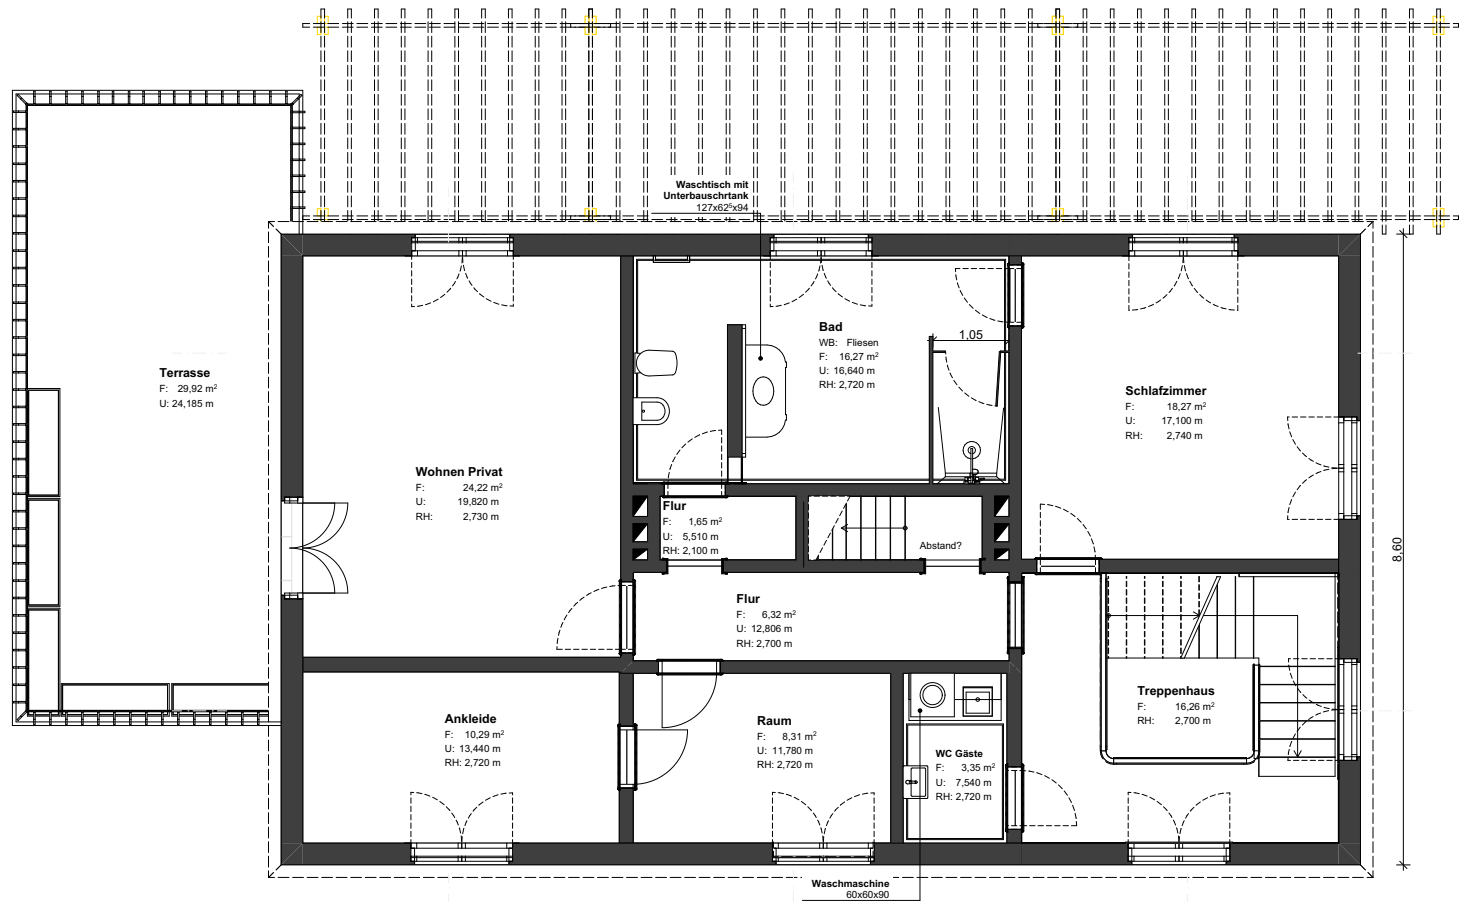 Waschtisch mit
Unterbauschrtank
127x62⁵x94
Terrasse
F: 29,92 m²
U: 24,185 m
Wohnen Privat
F: 24,22 m²
U: 19,820 m
RH: 2,730 m
Bad
WB: Fliesen
F: 16,27 m²
U: 16,640 m
RH: 2,720 m
1,05
Schlafzimmer
F: 18,27 m²
U: 17,100 m
RH: 2,740 m
Flur
F: 1,65 m²
U: 5,510 m
RH: 2,100 m
Abstand?
8,60
Flur
F: 6,32 m²
U: 12,806 m
RH: 2,700 m
Ankleide
F: 10,29 m²
U: 13,440 m
RH: 2,720 m
Raum
F: 8,31 m²
U: 11,780 m
RH: 2,720 m
WC Gäste
F: 3,35 m²
U: 7,540 m
RH: 2,720 m
Treppenhaus
F: 16,26 m²
RH: 2,700 m
Waschmaschine
60x60x90